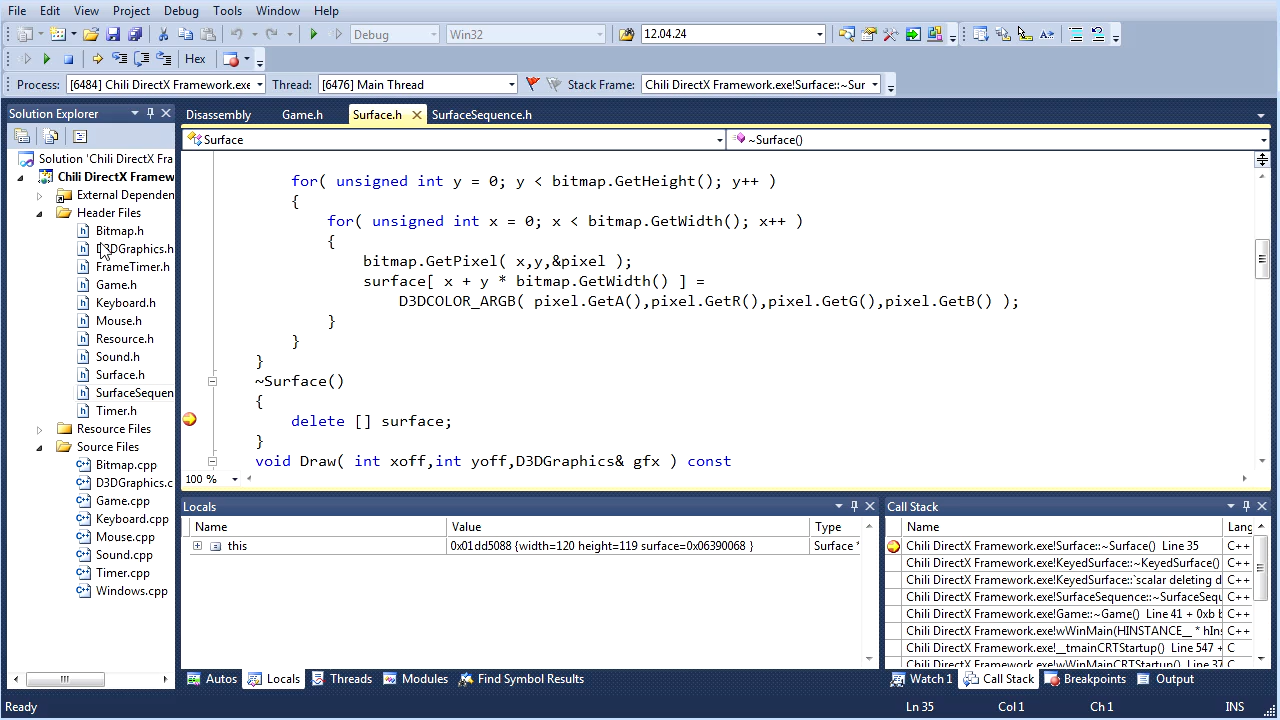 File Edit View Project Debug Tools Window Help
Debug Win32 12.04.24
Hex
Process: [6484] Chili DirectX Framework.exe Thread: [6476] Main Thread Stack Frame: Chili DirectX Framework.exe!Surface::~Sur
Solution Explorer
Disassembly Game.h Surface.h SurfaceSequence.h
Surface ~Surface()
Solution 'Chili DirectX Fra
Chili DirectX Framew
External Dependen
Header Files
Bitmap.h
D3DGraphics.h
FrameTimer.h
Game.h
Keyboard.h
Mouse.h
Resource.h
Sound.h
Surface.h
SurfaceSequen
Timer.h
Resource Files
Source Files
Bitmap.cpp
D3DGraphics.c
Game.cpp
Keyboard.cpp
Mouse.cpp
Sound.cpp
Timer.cpp
Windows.cpp
for( unsigned int y = 0; y < bitmap.GetHeight(); y++ )
{
for( unsigned int x = 0; x < bitmap.GetWidth(); x++ )
{
bitmap.GetPixel( x,y,&pixel );
surface[ x + y * bitmap.GetWidth() ] =
D3DCOLOR_ARGB( pixel.GetA(),pixel.GetR(),pixel.GetG(),pixel.GetB() );
}
}
}
~Surface()
{
delete [] surface;
}
void Draw( int xoff,int yoff,D3DGraphics& gfx ) const
100 %
Locals
Name Value Type
this 0x01dd5088 {width=120 height=119 surface=0x06390068 } Surface *
Autos Locals Threads Modules Find Symbol Results
Call Stack
Name Lang
Chili DirectX Framework.exe!Surface::~Surface() Line 35 C++
Chili DirectX Framework.exe!KeyedSurface::~KeyedSurface() C++
Chili DirectX Framework.exe!KeyedSurface::`scalar deleting d C++
Chili DirectX Framework.exe!SurfaceSequence::~SurfaceSequ C++
Chili DirectX Framework.exe!Game::~Game() Line 41 + 0xb b C++
Chili DirectX Framework.exe!wWinMain(HINSTANCE__ * hIns C++
Chili DirectX Framework.exe!__tmainCRTStartup() Line 547 + C
Chili DirectX Framework.exe!wWinMainCRTStartup() Line 37 C
Watch 1 Call Stack Breakpoints Output
Ready Ln 35 Col 1 Ch 1 INS